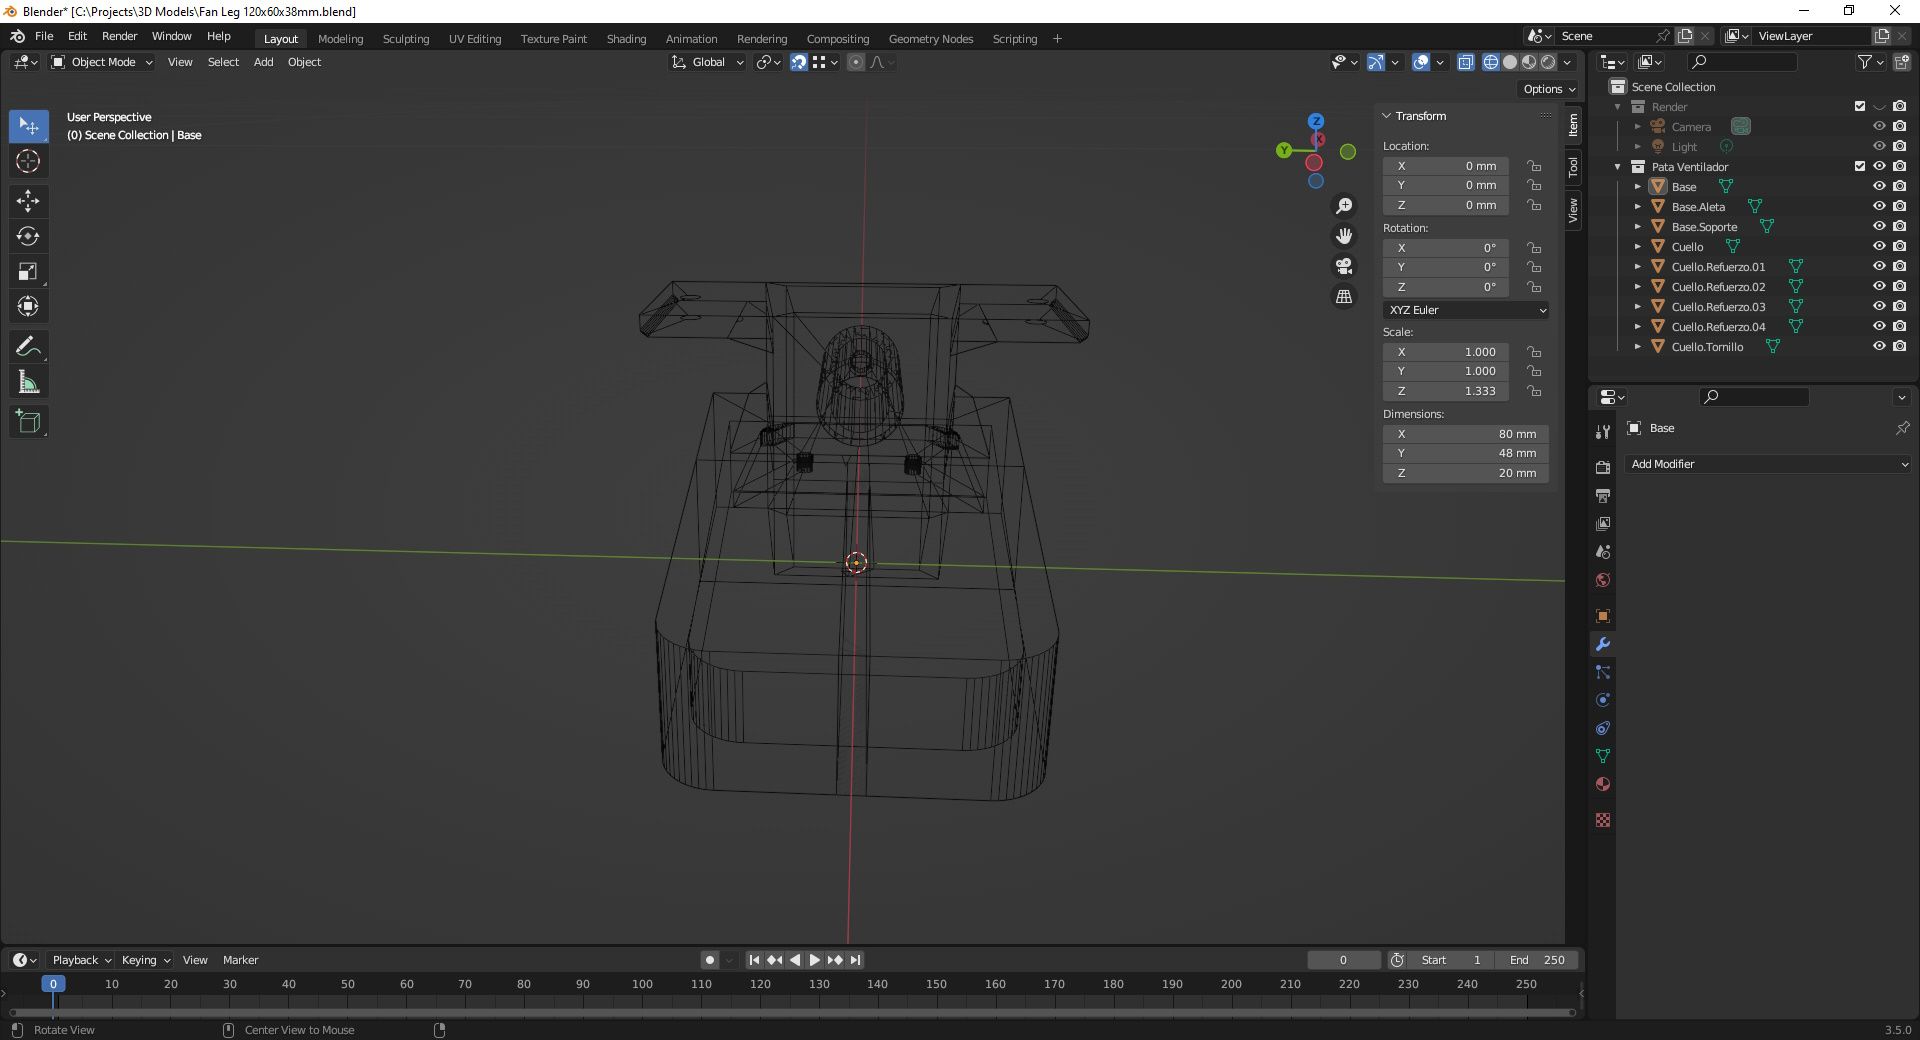 Blender* [C:\Projects\3D Models\Fan Leg 120x60x38mm.blend]
File Edit Render Window Help Layout Modeling Sculpting UV Editing Texture Paint Shading Animation Rendering Compositing Geometry Nodes Scripting + Scene ViewLayer
Object Mode View Select Add Object Global
Options
User Perspective
(0) Scene Collection | Base
Z
X
Y
Transform
Location:
X 0 mm
Y 0 mm
Z 0 mm
Rotation:
X 0°
Y 0°
Z 0°
XYZ Euler
Scale:
X 1.000
Y 1.000
Z 1.333
Dimensions:
X 80 mm
Y 48 mm
Z 20 mm
Item
Tool
View
Scene Collection
Render
Camera
Light
Pata Ventilador
Base
Base.Aleta
Base.Soporte
Cuello
Cuello.Refuerzo.01
Cuello.Refuerzo.02
Cuello.Refuerzo.03
Cuello.Refuerzo.04
Cuello.Tornillo
Base
Add Modifier
Playback Keying View Marker 0 Start 1 End 250
0 10 20 30 40 50 60 70 80 90 100 110 120 130 140 150 160 170 180 190 200 210 220 230 240 250
Rotate View Center View to Mouse 3.5.0